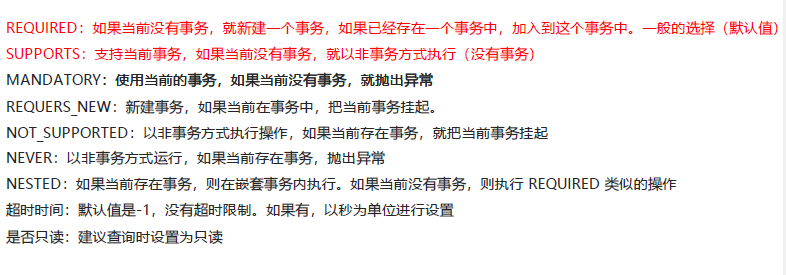 REQUIRED：如果当前没有事务，就新建一个事务，如果已经存在一个事务中，加入到这个事务中。一般的选择（默认值）
SUPPORTS：支持当前事务，如果当前没有事务，就以非事务方式执行（没有事务）
MANDATORY：使用当前的事务，如果当前没有事务，就抛出异常
REQUERS_NEW：新建事务，如果当前在事务中，把当前事务挂起。
NOT_SUPPORTED：以非事务方式执行操作，如果当前存在事务，就把当前事务挂起
NEVER：以非事务方式运行，如果当前存在事务，抛出异常
NESTED：如果当前存在事务，则在嵌套事务内执行。如果当前没有事务，则执行 REQUIRED 类似的操作
超时时间：默认值是-1，没有超时限制。如果有，以秒为单位进行设置
是否只读：建议查询时设置为只读